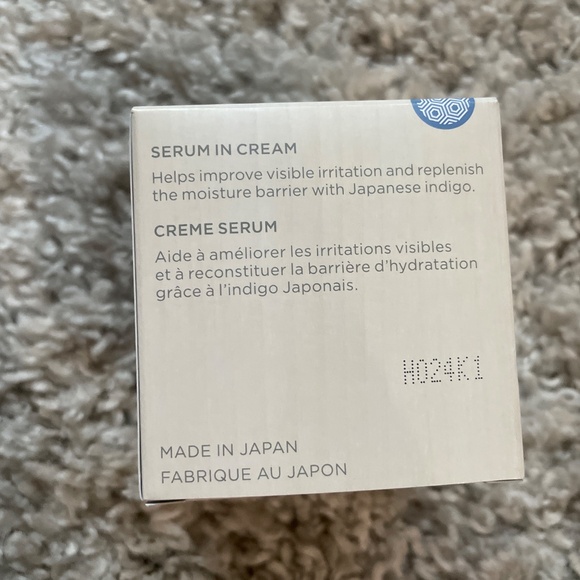 SERUM IN CREAM
Helps improve visible irritation and replenish
the moisture barrier with Japanese indigo.
CREME SERUM
Aide à améliorer les irritations visibles
et à reconstituer la barrière d'hydratation
grâce à l'indigo Japonais.
H024K1
MADE IN JAPAN
FABRIQUE AU JAPON